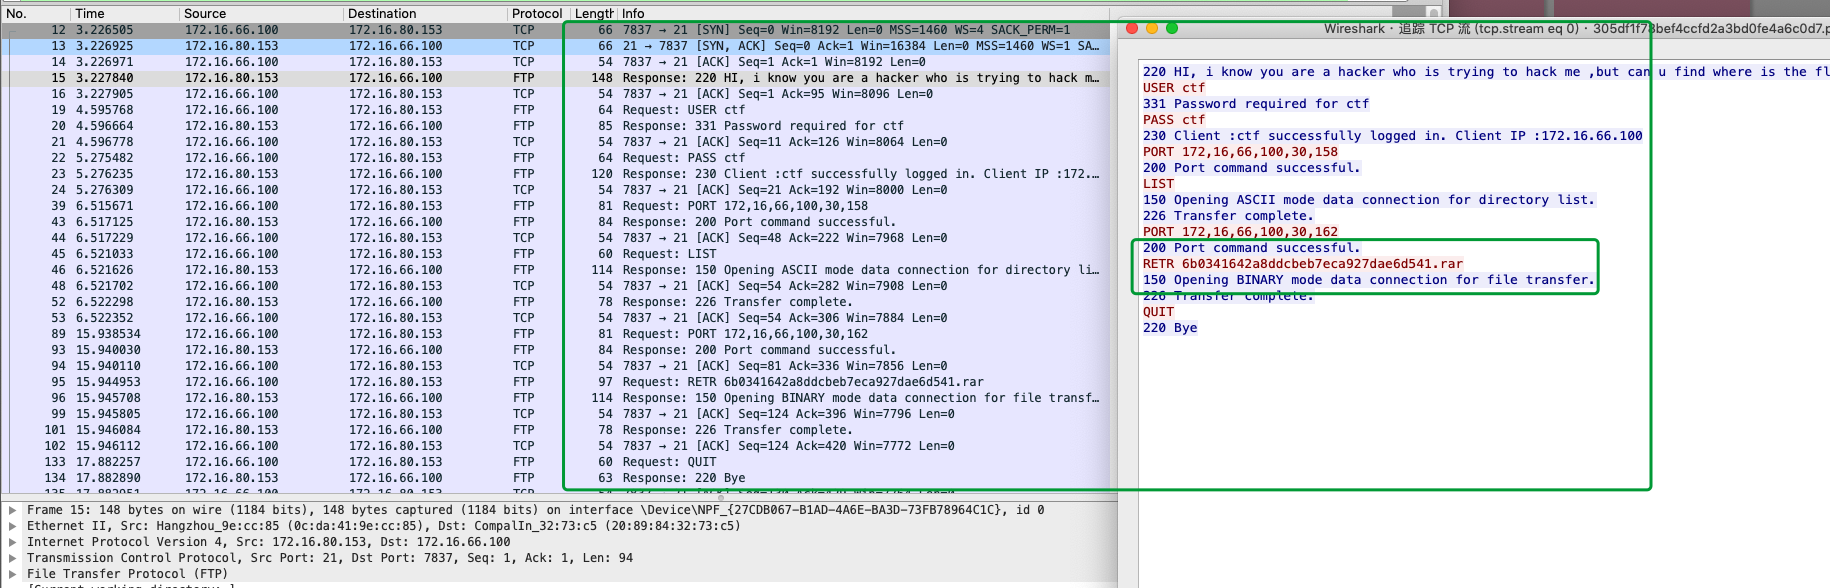 No. Time Source Destination Protocol Length Info
12 3.226505 172.16.66.100 172.16.80.153 TCP 66 7837 → 21 [SYN] Seq=0 Win=8192 Len=0 MSS=1460 WS=4 SACK_PERM=1
13 3.226925 172.16.80.153 172.16.66.100 TCP 66 21 → 7837 [SYN, ACK] Seq=0 Ack=1 Win=16384 Len=0 MSS=1460 WS=1 SA…
14 3.226971 172.16.66.100 172.16.80.153 TCP 54 7837 → 21 [ACK] Seq=1 Ack=1 Win=8192 Len=0
15 3.227840 172.16.80.153 172.16.66.100 FTP 148 Response: 220 HI, i know you are a hacker who is trying to hack m…
16 3.227905 172.16.66.100 172.16.80.153 TCP 54 7837 → 21 [ACK] Seq=1 Ack=95 Win=8096 Len=0
19 4.595768 172.16.66.100 172.16.80.153 FTP 64 Request: USER ctf
20 4.596664 172.16.80.153 172.16.66.100 FTP 85 Response: 331 Password required for ctf
21 4.596778 172.16.66.100 172.16.80.153 TCP 54 7837 → 21 [ACK] Seq=11 Ack=126 Win=8064 Len=0
22 5.275482 172.16.66.100 172.16.80.153 FTP 64 Request: PASS ctf
23 5.276235 172.16.80.153 172.16.66.100 FTP 120 Response: 230 Client :ctf successfully logged in. Client IP :172.…
24 5.276309 172.16.66.100 172.16.80.153 TCP 54 7837 → 21 [ACK] Seq=21 Ack=192 Win=8000 Len=0
39 6.515671 172.16.66.100 172.16.80.153 FTP 81 Request: PORT 172,16,66,100,30,158
43 6.517125 172.16.80.153 172.16.66.100 FTP 84 Response: 200 Port command successful.
44 6.517229 172.16.66.100 172.16.80.153 TCP 54 7837 → 21 [ACK] Seq=48 Ack=222 Win=7968 Len=0
45 6.521033 172.16.66.100 172.16.80.153 FTP 60 Request: LIST
46 6.521626 172.16.80.153 172.16.66.100 FTP 114 Response: 150 Opening ASCII mode data connection for directory li…
48 6.521702 172.16.66.100 172.16.80.153 TCP 54 7837 → 21 [ACK] Seq=54 Ack=282 Win=7908 Len=0
52 6.522298 172.16.80.153 172.16.66.100 FTP 78 Response: 226 Transfer complete.
53 6.522352 172.16.66.100 172.16.80.153 TCP 54 7837 → 21 [ACK] Seq=54 Ack=306 Win=7884 Len=0
89 15.938534 172.16.66.100 172.16.80.153 FTP 81 Request: PORT 172,16,66,100,30,162
93 15.940030 172.16.80.153 172.16.66.100 FTP 84 Response: 200 Port command successful.
94 15.940110 172.16.66.100 172.16.80.153 TCP 54 7837 → 21 [ACK] Seq=81 Ack=336 Win=7856 Len=0
95 15.944953 172.16.66.100 172.16.80.153 FTP 97 Request: RETR 6b0341642a8ddcbeb7eca927dae6d541.rar
96 15.945708 172.16.80.153 172.16.66.100 FTP 114 Response: 150 Opening BINARY mode data connection for file transf…
99 15.945805 172.16.66.100 172.16.80.153 TCP 54 7837 → 21 [ACK] Seq=124 Ack=396 Win=7796 Len=0
101 15.946084 172.16.80.153 172.16.66.100 FTP 78 Response: 226 Transfer complete.
102 15.946112 172.16.66.100 172.16.80.153 TCP 54 7837 → 21 [ACK] Seq=124 Ack=420 Win=7772 Len=0
133 17.882257 172.16.66.100 172.16.80.153 FTP 60 Request: QUIT
134 17.882890 172.16.80.153 172.16.66.100 FTP 63 Response: 220 Bye
Frame 15: 148 bytes on wire (1184 bits), 148 bytes captured (1184 bits) on interface \Device\NPF_{27CDB067-B1AD-4A6E-BA3D-73FB78964C1C}, id 0
Ethernet II, Src: Hangzhou_9e:cc:85 (0c:da:41:9e:cc:85), Dst: CompalIn_32:73:c5 (20:89:84:32:73:c5)
Internet Protocol Version 4, Src: 172.16.80.153, Dst: 172.16.66.100
Transmission Control Protocol, Src Port: 21, Dst Port: 7837, Seq: 1, Ack: 1, Len: 94
File Transfer Protocol (FTP)
[Current working directory: ]
Wireshark · 追踪 TCP 流 (tcp.stream eq 0) · 305df1f78bef4ccfd2a3bd0fe4a6c0d7.p
220 HI, i know you are a hacker who is trying to hack me ,but can u find where is the fl
USER ctf
331 Password required for ctf
PASS ctf
230 Client :ctf successfully logged in. Client IP :172.16.66.100
PORT 172,16,66,100,30,158
200 Port command successful.
LIST
150 Opening ASCII mode data connection for directory list.
226 Transfer complete.
PORT 172,16,66,100,30,162
200 Port command successful.
RETR 6b0341642a8ddcbeb7eca927dae6d541.rar
150 Opening BINARY mode data connection for file transfer.
226 Transfer complete.
QUIT
220 Bye